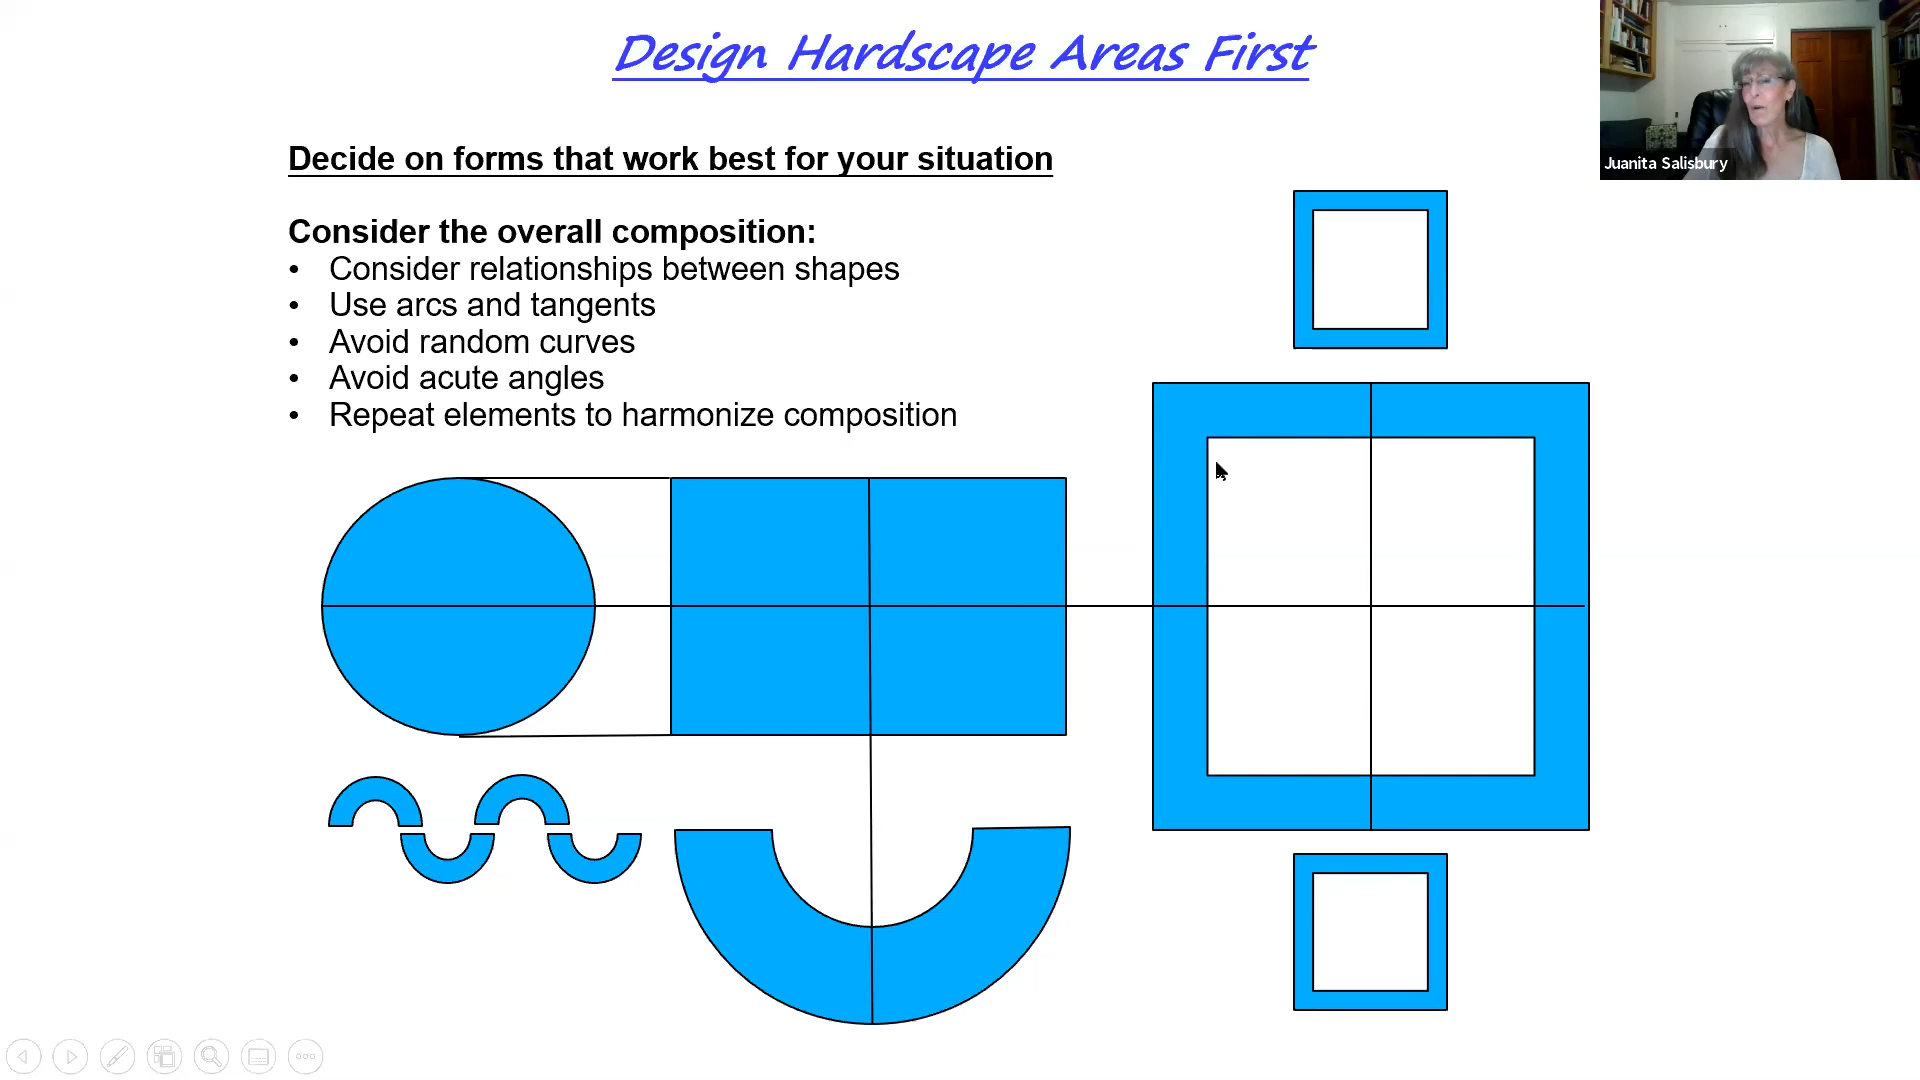 Design Hardscape Areas First
Juanita Salisbury
Decide on forms that work best for your situation
Consider the overall composition:
• Consider relationships between shapes
• Use arcs and tangents
• Avoid random curves
• Avoid acute angles
• Repeat elements to harmonize composition